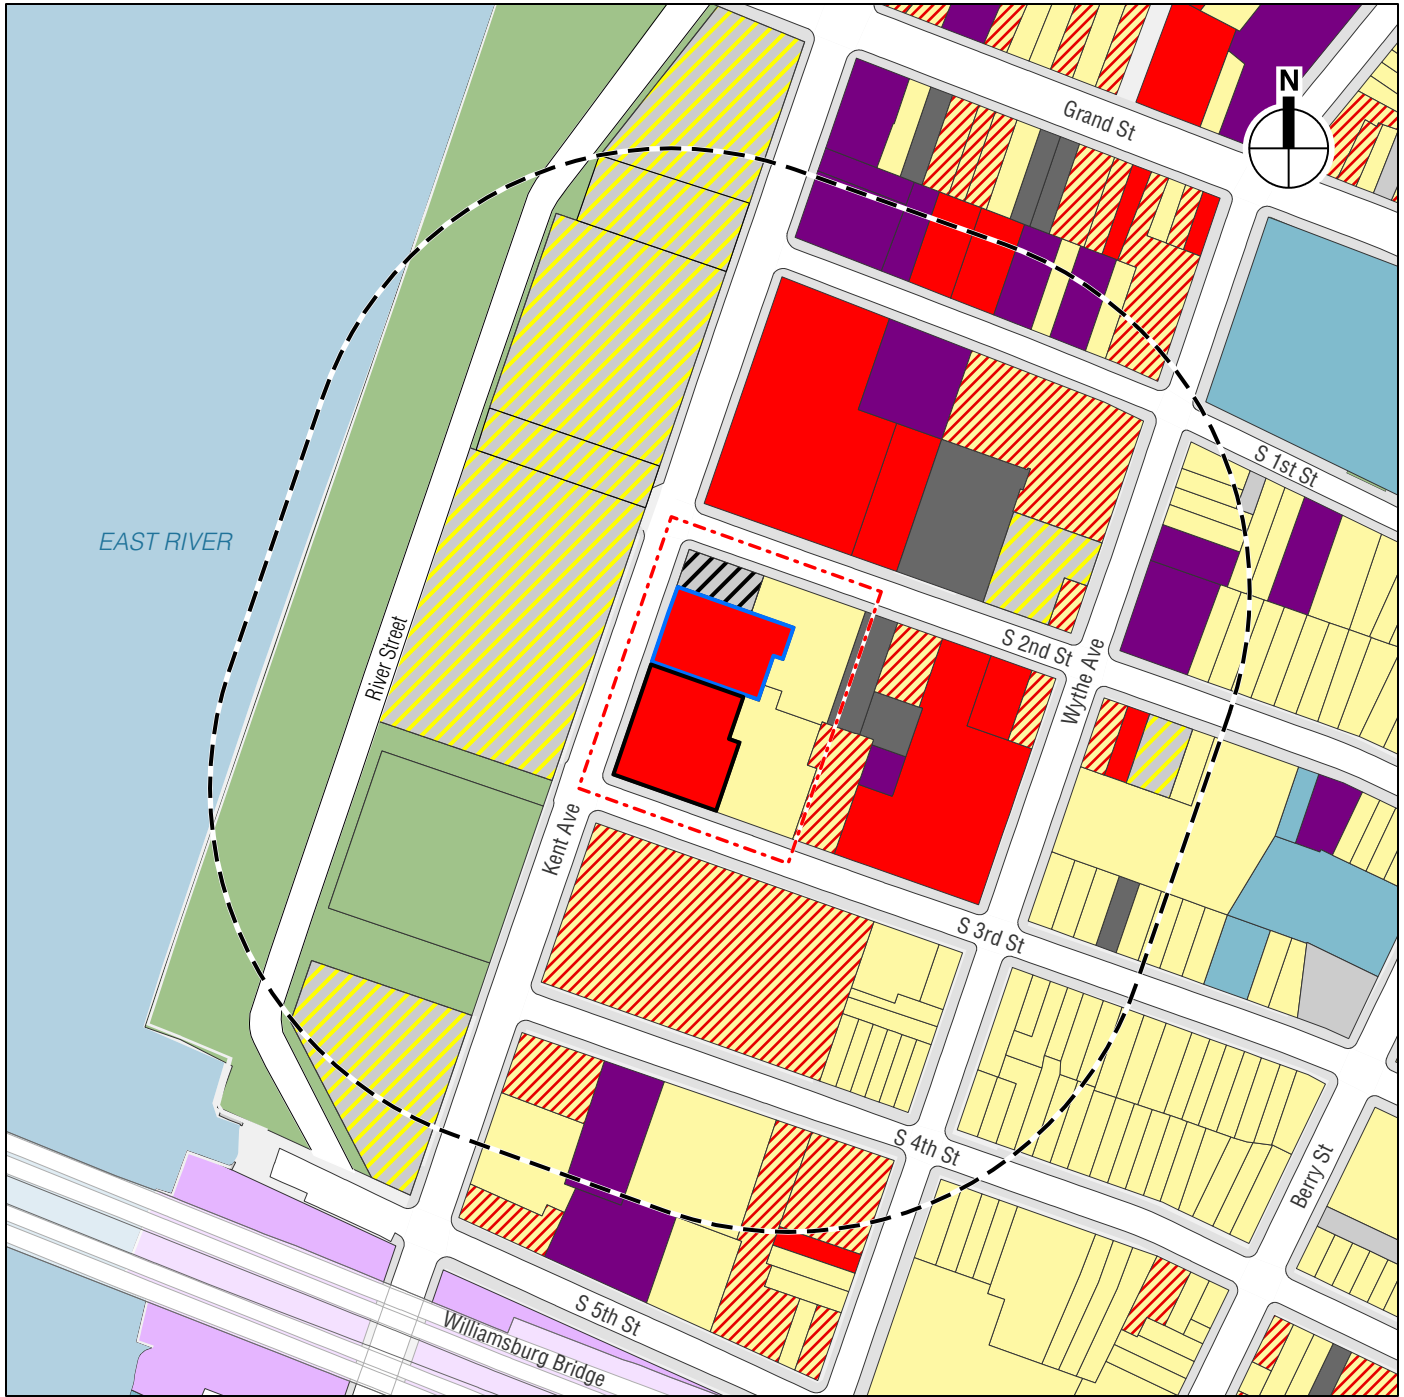 N
Grand St
S 1st St
EAST RIVER
River Street
S 2nd St
Wythe Ave
Kent Ave
S 3rd St
S 4th St
Berry St
S 5th St
Williamsburg Bridge